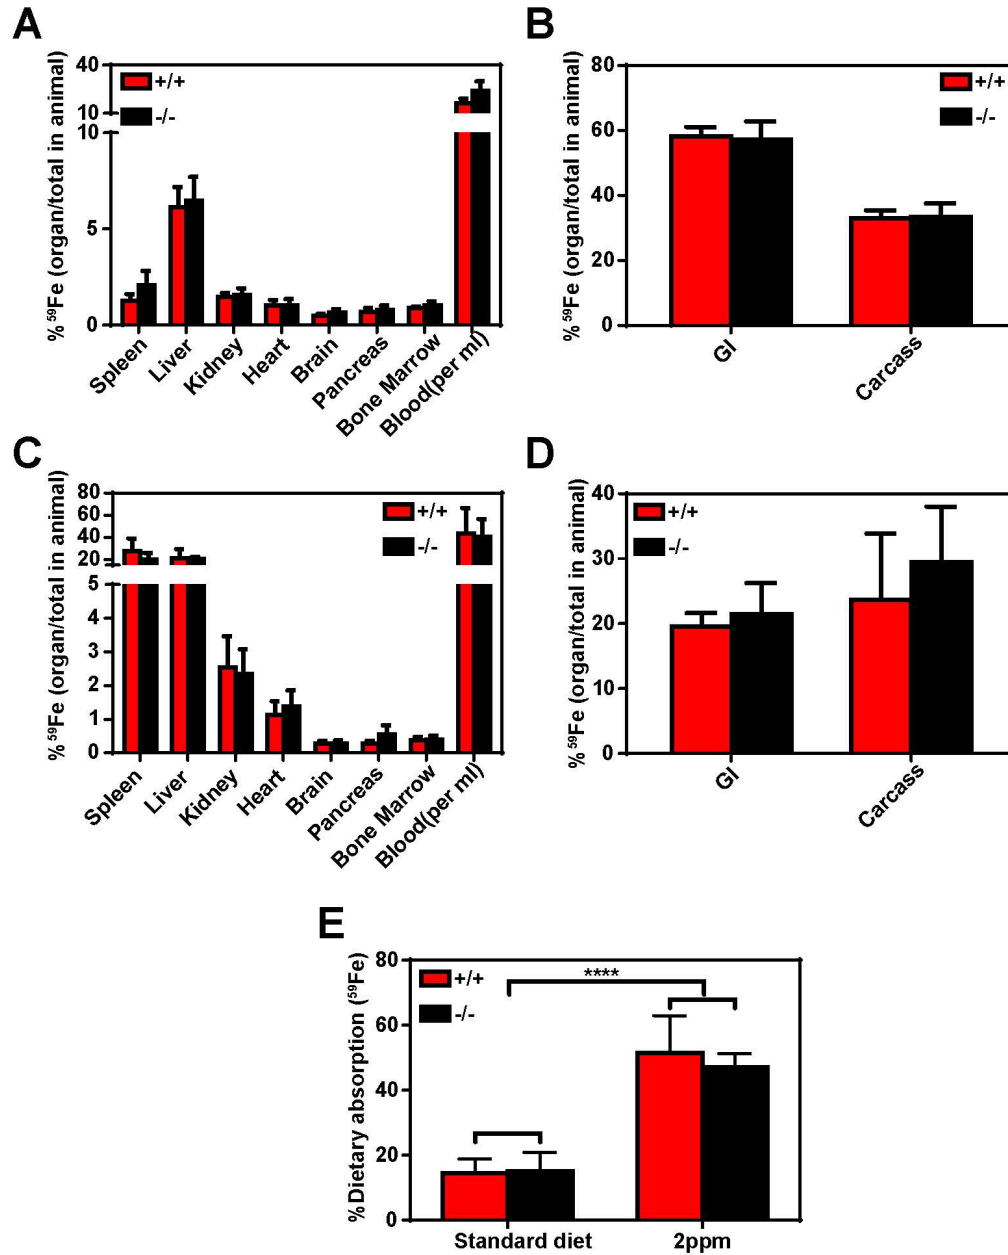 A
% ⁵⁹Fe (organ/total in animal)
40
10
10
5
0
+/+
-/-
Spleen
Liver
Kidney
Heart
Brain
Pancreas
Bone Marrow
Blood(per ml)
B
% ⁵⁹Fe (organ/total in animal)
80
60
40
20
0
+/+
-/-
GI
Carcass
C
% ⁵⁹Fe (organ/total in animal)
80
60
40
20
5
4
3
2
1
0
+/+
-/-
Spleen
Liver
Kidney
Heart
Brain
Pancreas
Bone Marrow
Blood(per ml)
D
% ⁵⁹Fe (organ/total in animal)
40
30
20
10
0
+/+
-/-
GI
Carcass
E
%Dietary absorption (⁵⁹Fe)
80
60
40
20
0
+/+
-/-
****
Standard diet
2ppm